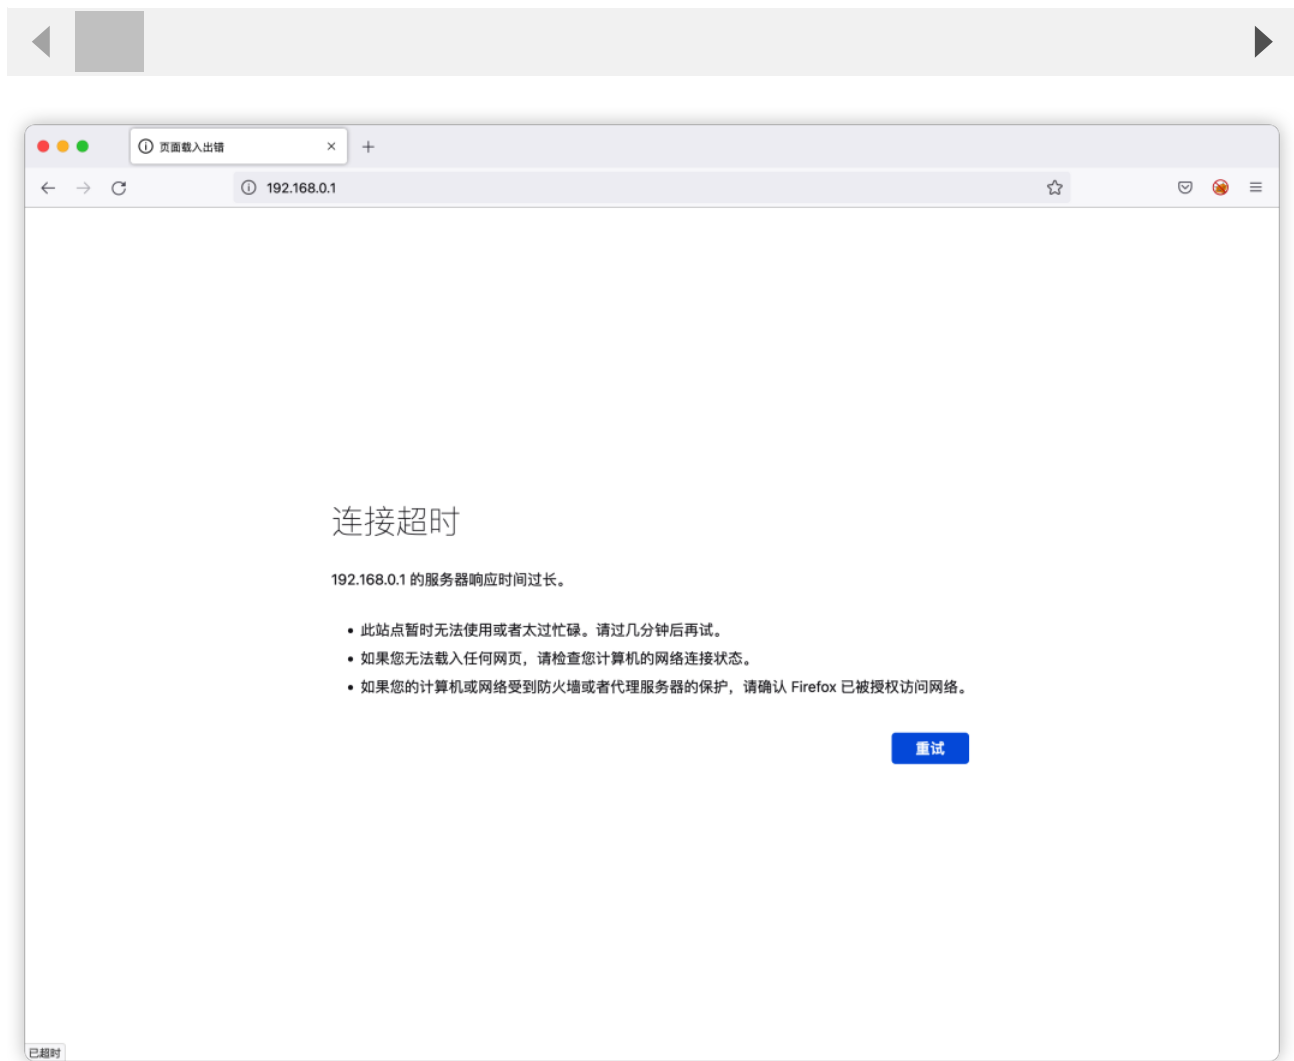 页面载入出错
192.168.0.1
连接超时
192.168.0.1 的服务器响应时间过长。
此站点暂时无法使用或者太过忙碌。请过几分钟后再试。
如果您无法载入任何网页，请检查您计算机的网络连接状态。
如果您的计算机或网络受到防火墙或者代理服务器的保护，请确认 Firefox 已被授权访问网络。
重试
已超时